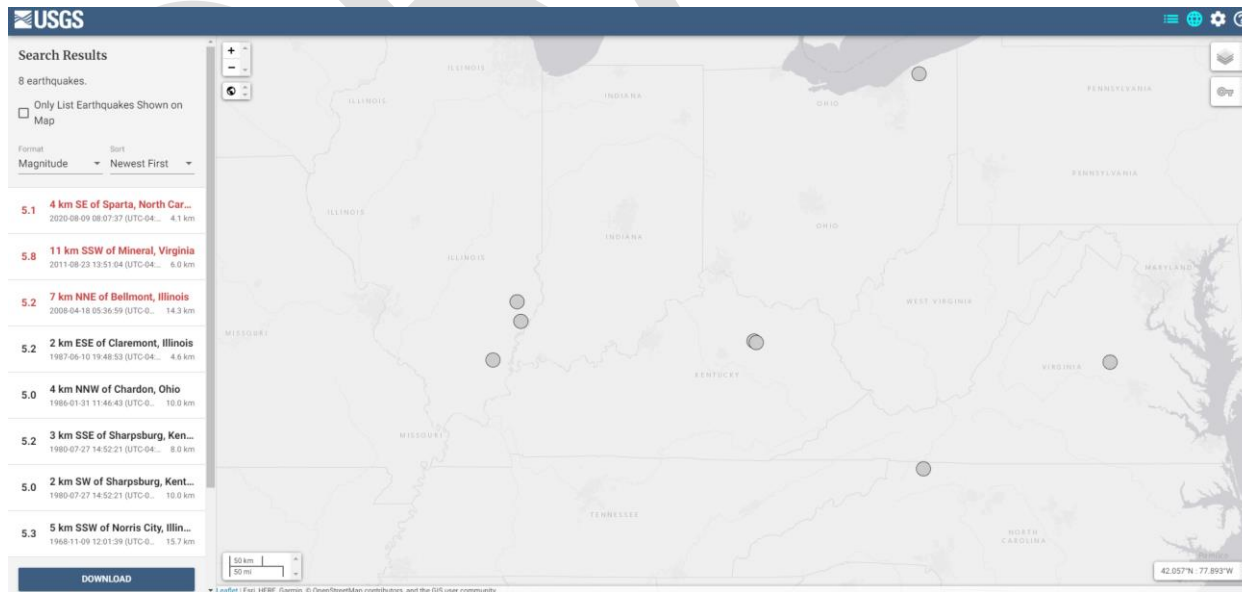 USGS
Search Results
8 earthquakes.
Only List Earthquakes Shown on
Map
Format
Sort
Magnitude
Newest First
5.1
4 km SE of Sparta, North Car...
2020-08-09 08:07:37 (UTC-04:... 4.1 km
5.8
11 km SSW of Mineral, Virginia
2011-08-23 13:51:04 (UTC-04:... 6.0 km
5.2
7 km NNE of Bellmont, Illinois
2008-04-18 05:36:59 (UTC-0... 14.3 km
5.2
2 km ESE of Claremont, Illinois
1987-06-10 19:48:53 (UTC-04:... 4.6 km
5.0
4 km NNW of Chardon, Ohio
1986-01-31 11:46:43 (UTC-0... 10.0 km
5.2
3 km SSE of Sharpsburg, Ken...
1980-07-27 14:52:21 (UTC-04:... 8.0 km
5.0
2 km SW of Sharpsburg, Kent...
1980-07-27 14:52:21 (UTC-0... 10.0 km
5.3
5 km SSW of Norris City, Illin...
1968-11-09 12:01:39 (UTC-0... 15.7 km
DOWNLOAD
+
−
ILLINOIS
INDIANA
ILLINOIS
OHIO
PENNSYLVANIA
PENNSYLVANIA
ILLINOIS
INDIANA
OHIO
ILLINOIS
MARYLAND
WEST VIRGINIA
MISSOURI
KENTUCKY
VIRGINIA
MISSOURI
TENNESSEE
NORTH
CAROLINA
50 km
50 mi
42.057°N 77.893°W
Leaflet | Esri, HERE, Garmin, © OpenStreetMap contributors, and the GIS user community